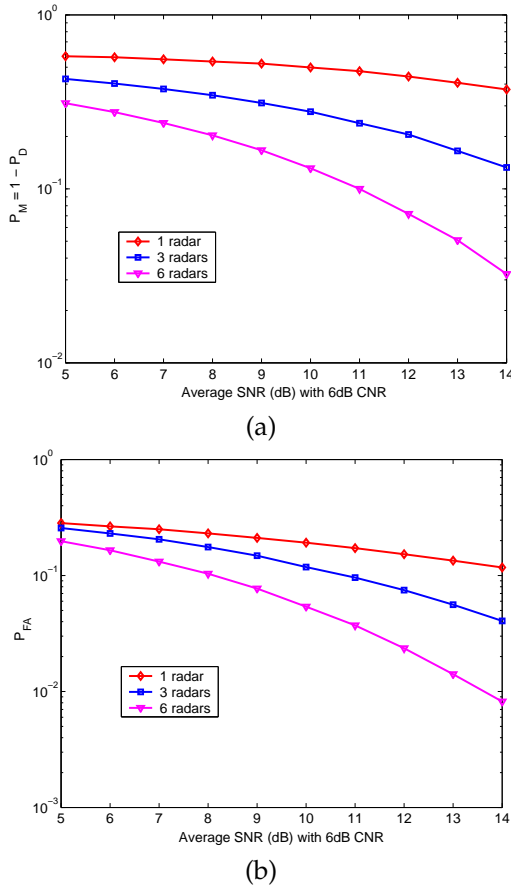 10^0
10^-1
10^-2
P_M = 1 − P_D
1 radar
3 radars
6 radars
5 6 7 8 9 10 11 12 13 14
Average SNR (dB) with 6dB CNR
(a)
10^0
10^-1
10^-2
10^-3
P_FA
1 radar
3 radars
6 radars
5 6 7 8 9 10 11 12 13 14
Average SNR (dB) with 6dB CNR
(b)